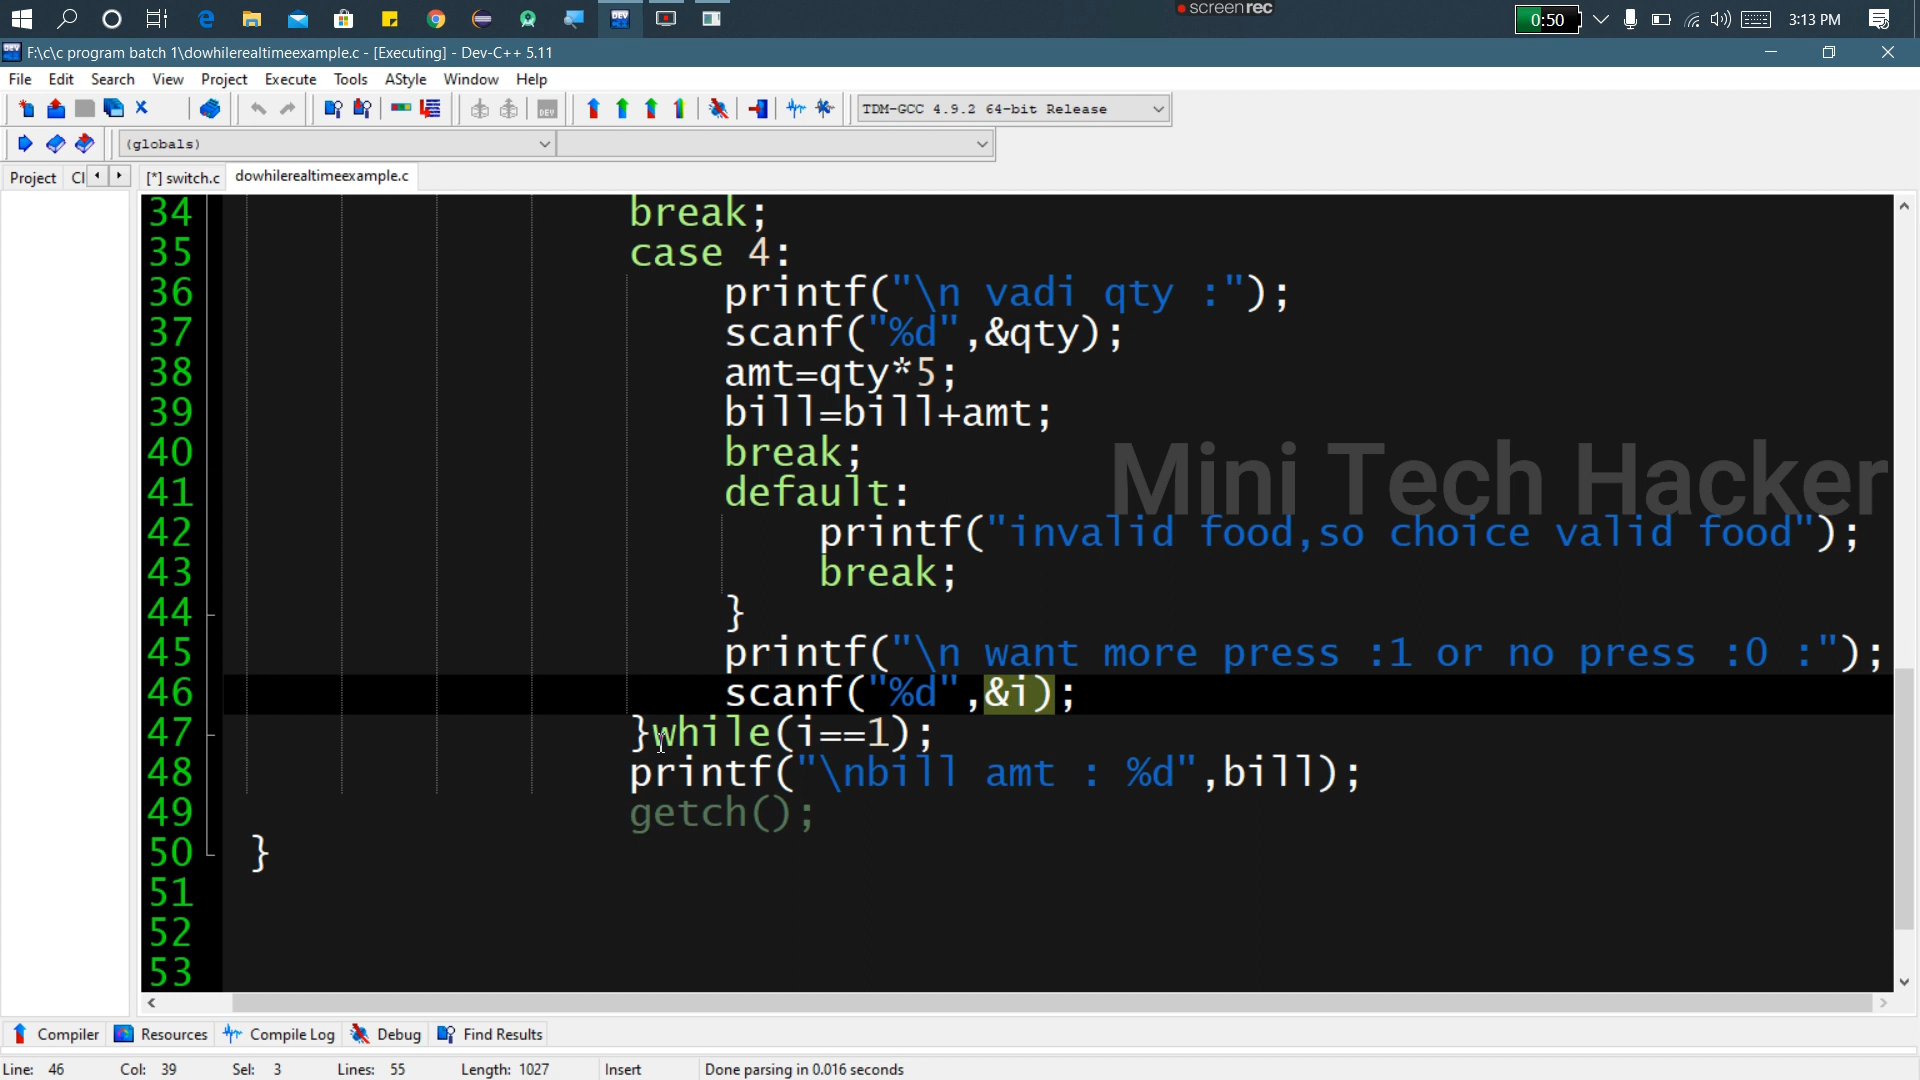 screenrec
0:50
3:13 PM
F:\c\c program batch 1\dowhilerealtimeexample.c - [Executing] - Dev-C++ 5.11
File Edit Search View Project Execute Tools AStyle Window Help
TDM-GCC 4.9.2 64-bit Release
(globals)
Project Cl [*] switch.c dowhilerealtimeexample.c
34 break;
35 case 4:
36 printf("\n vadi qty :");
37 scanf("%d",&qty);
38 amt=qty*5;
39 bill=bill+amt;
40 break;
41 default:
42 printf("invalid food,so choice valid food");
43 break;
44 }
45 printf("\n want more press :1 or no press :0 :");
46 scanf("%d",&i);
47 }while(i==1);
48 printf("\nbill amt : %d",bill);
49 getch();
50 }
51
52
53
Mini Tech Hacker
Compiler Resources Compile Log Debug Find Results
Line: 46 Col: 39 Sel: 3 Lines: 55 Length: 1027 Insert Done parsing in 0.016 seconds